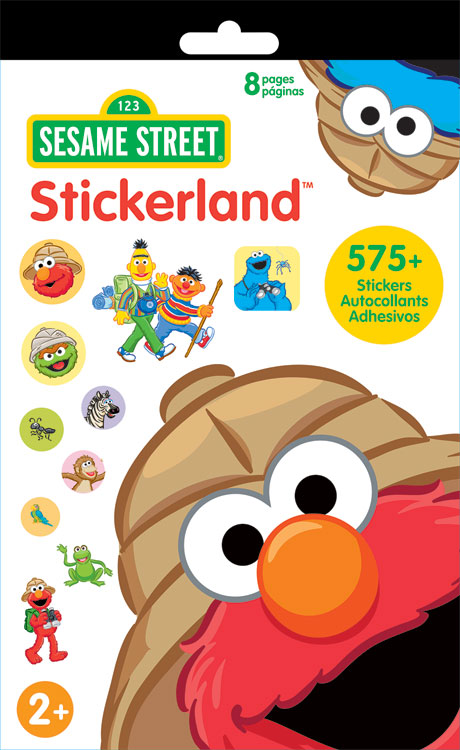 8 pages
páginas
123
SESAME STREET®
Stickerland™
575+
Stickers
Autocollants
Adhesivos
2+